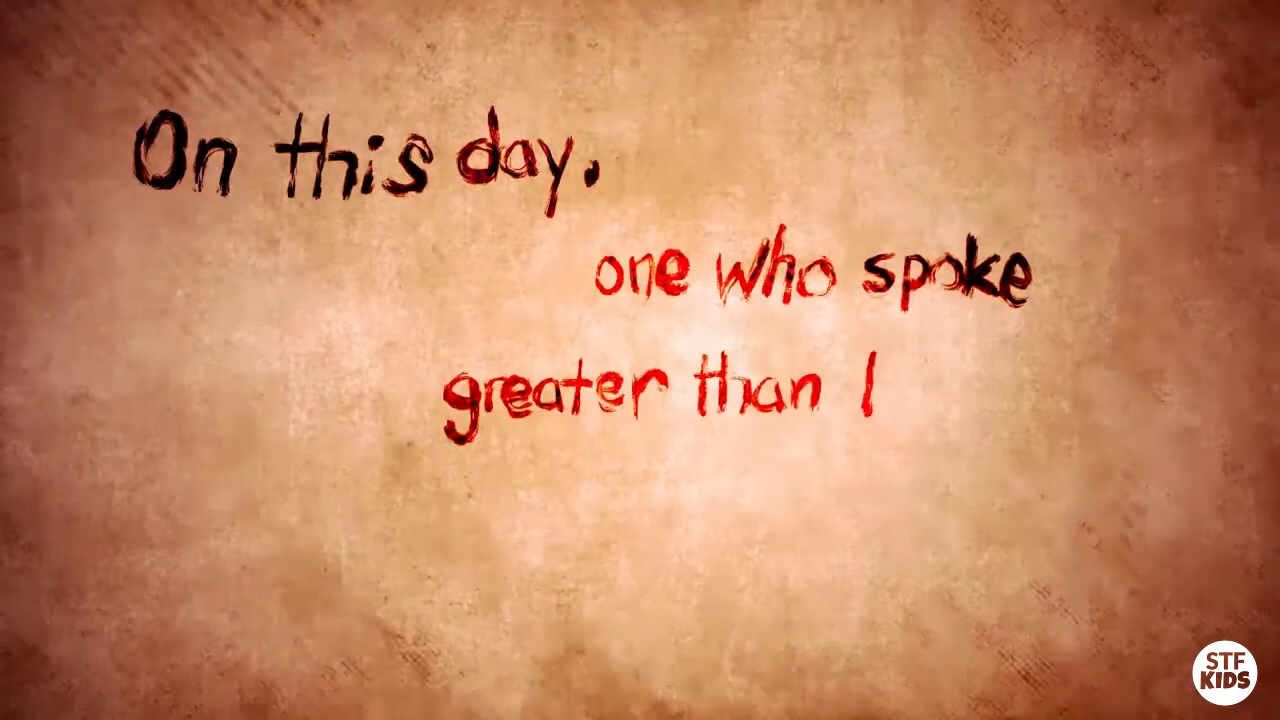 On this day,
one who spoke
greater than I
STF
KIDS